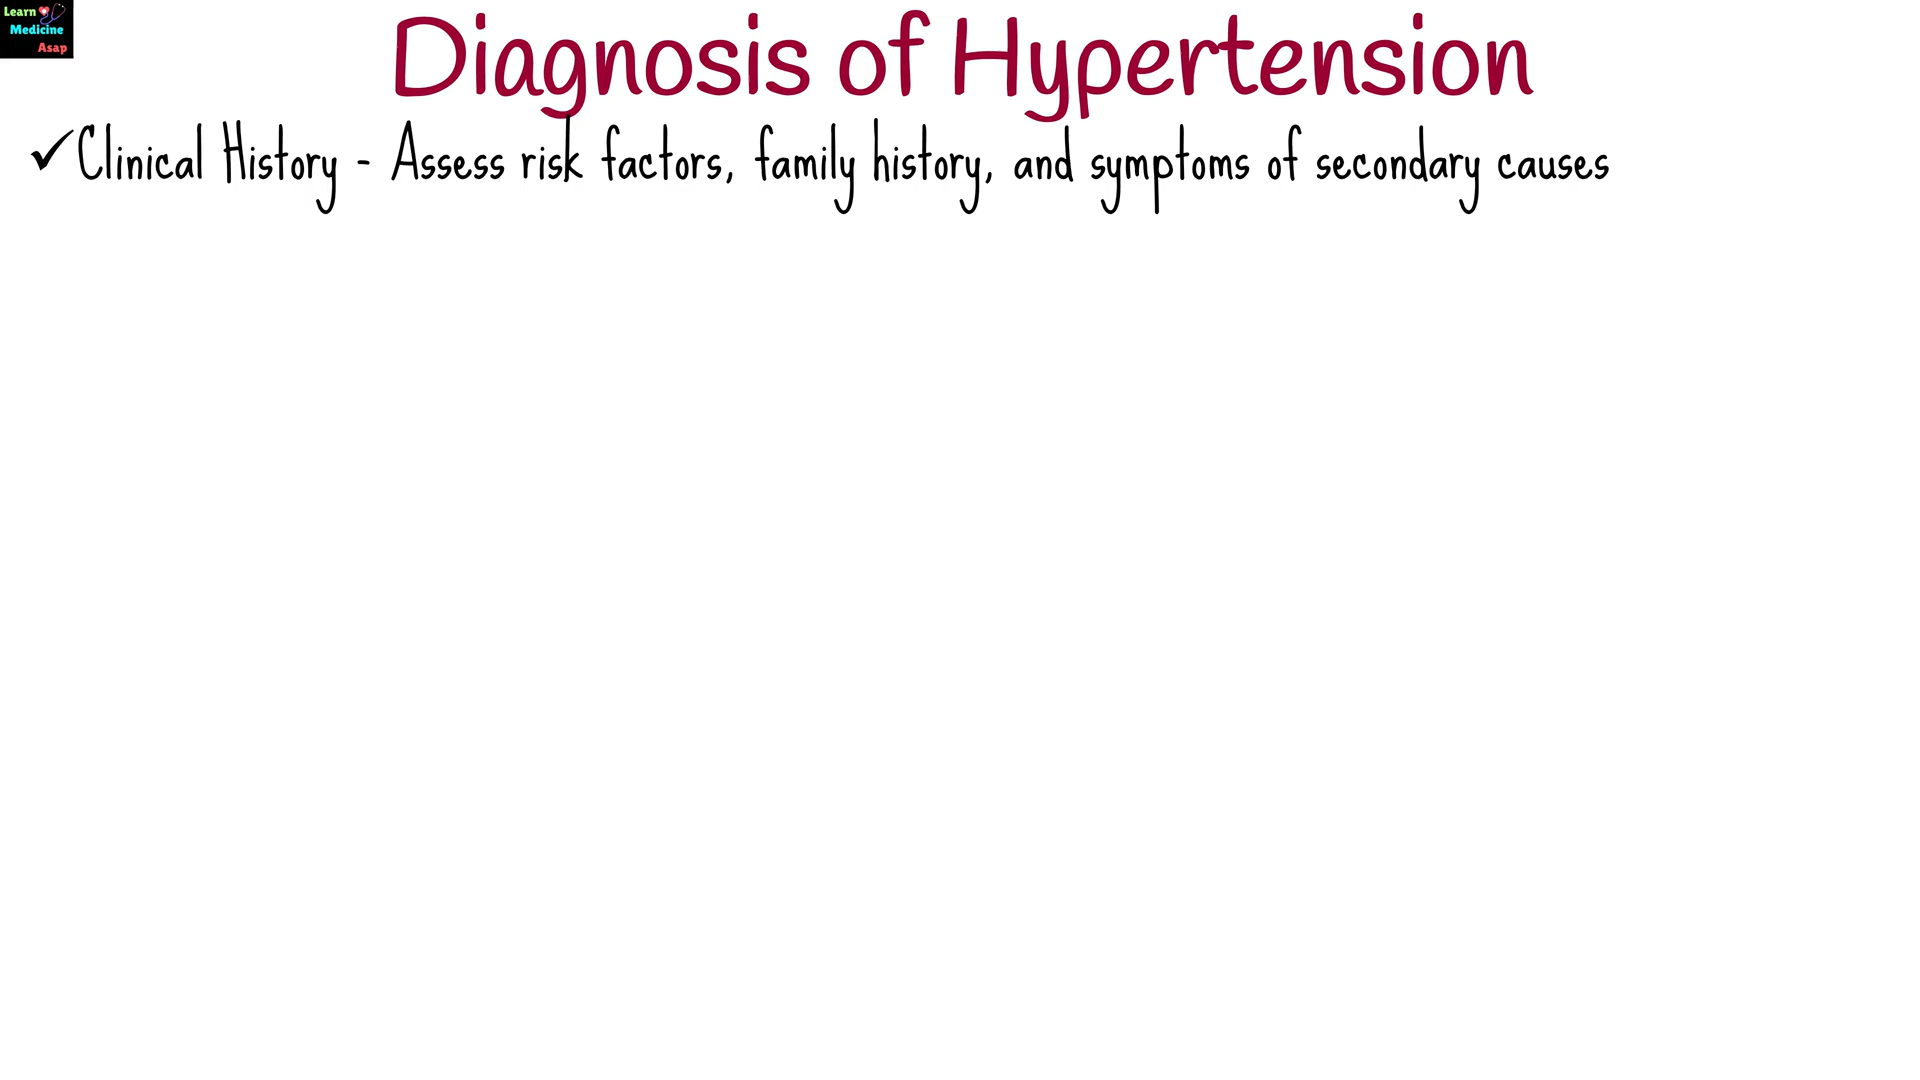 Learn
Medicine
Asap
Diagnosis of Hypertension
✓Clinical History - Assess risk factors, family history, and symptoms of secondary causes